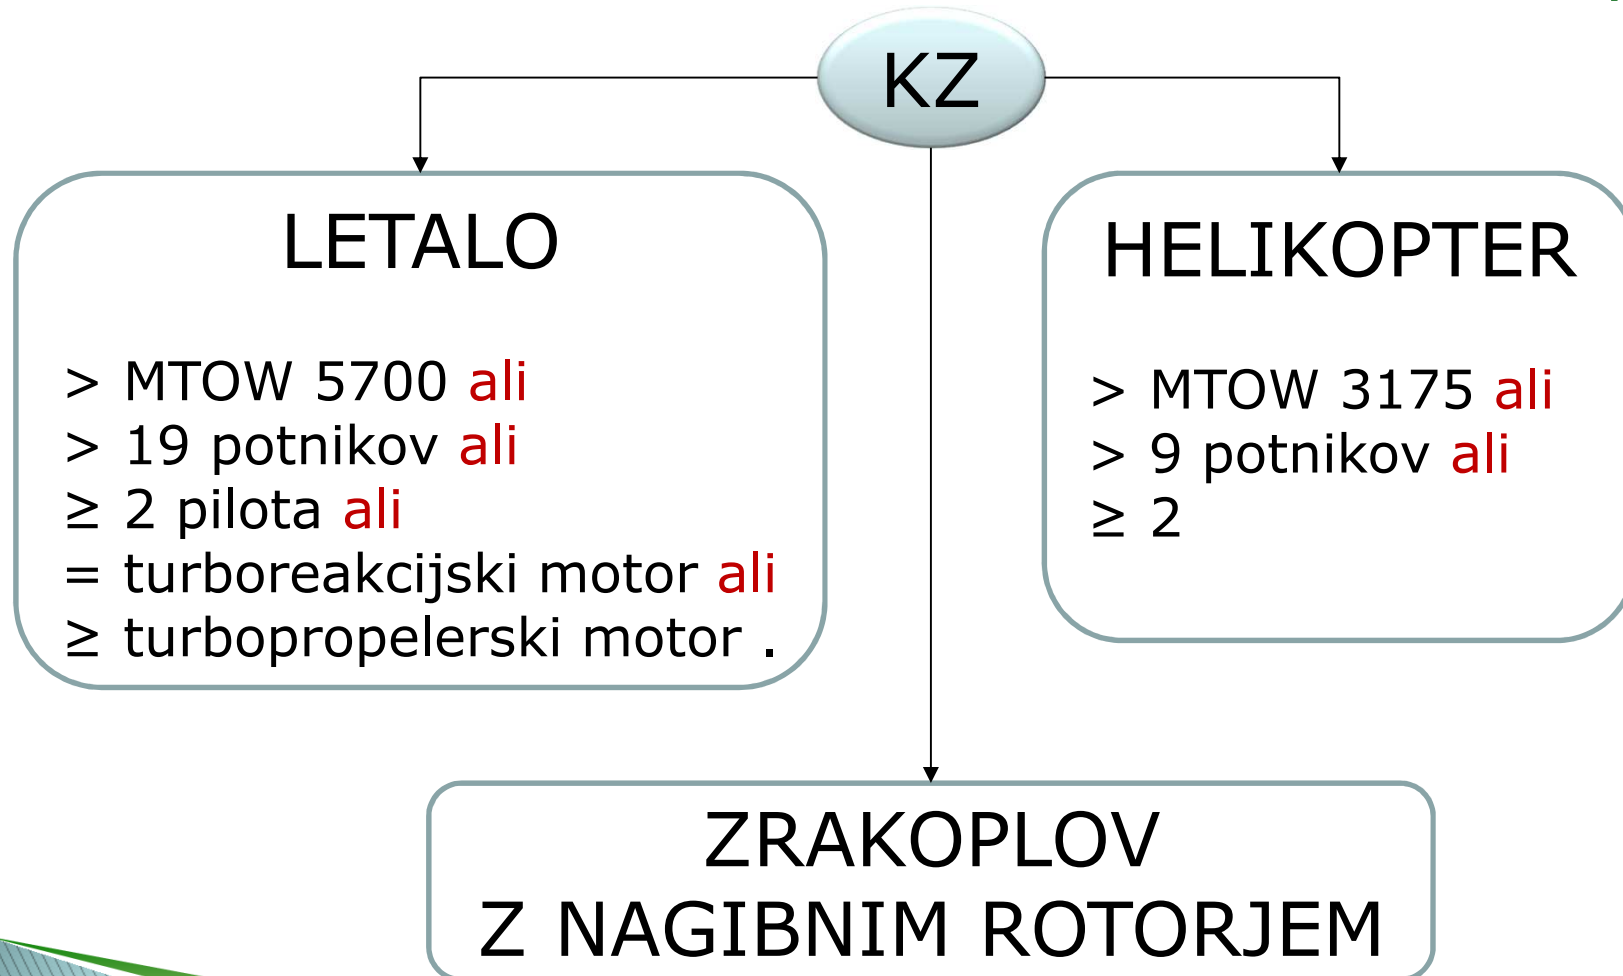 KZ
LETALO
> MTOW 5700 ali
> 19 potnikov ali
≥ 2 pilota ali
= turboreakcijski motor ali
≥ turbopropelerski motor .
HELIKOPTER
> MTOW 3175 ali
> 9 potnikov ali
≥ 2
ZRAKOPLOV
Z NAGIBNIM ROTORJEM